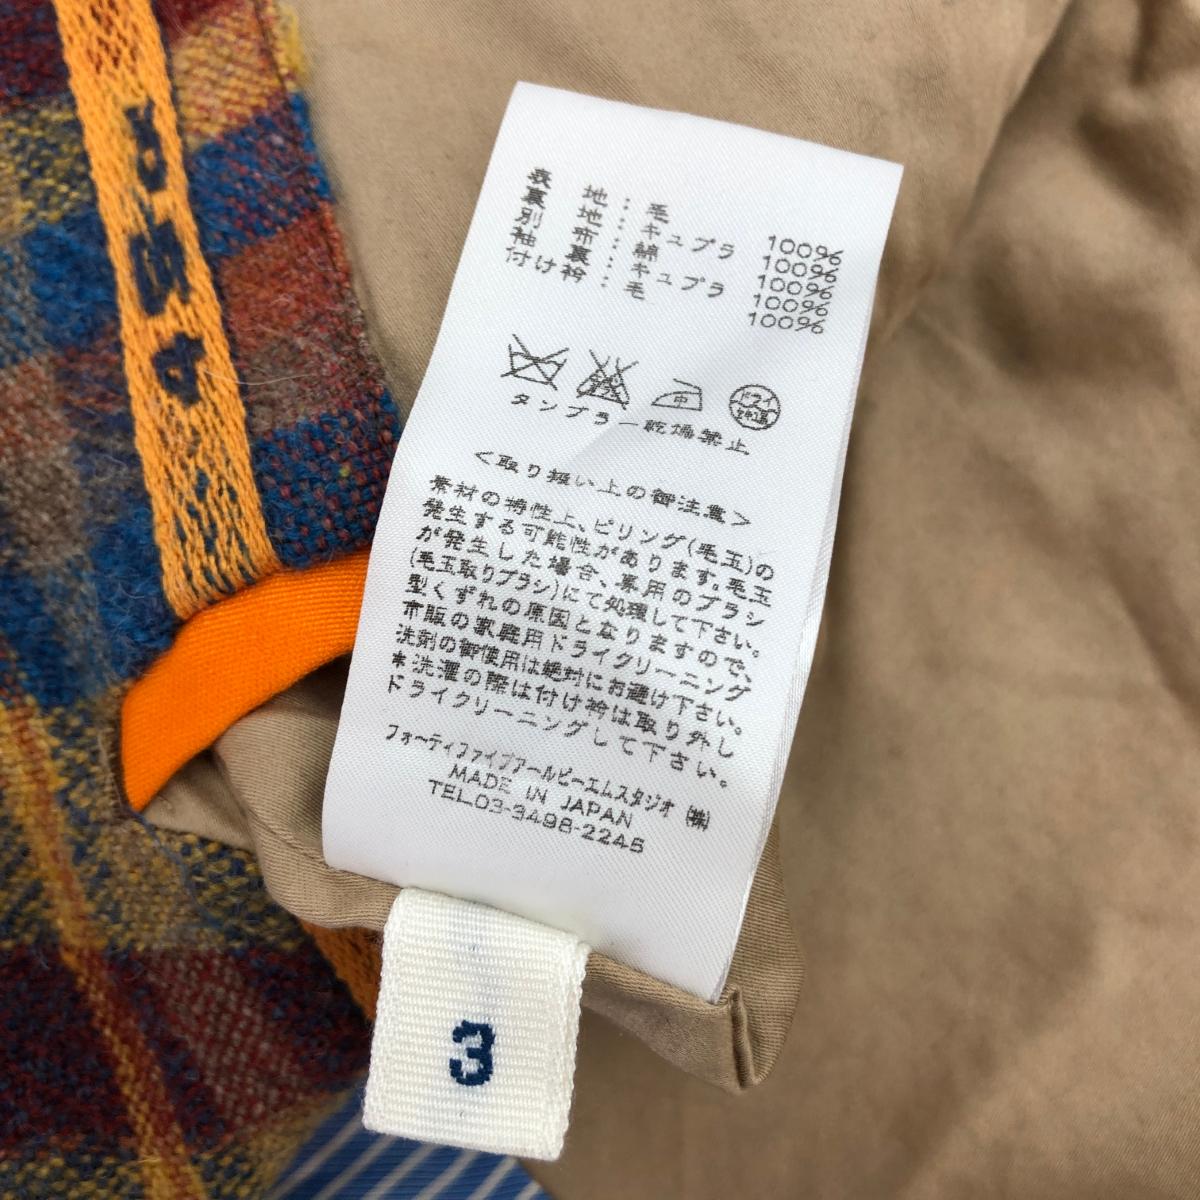 表 地 : 毛 100%
裏 地 : キュプラ 100%
別 布 : 綿 100%
袖 裏 : キュプラ 100%
付け衿 : 毛 100%
中
ドライ
タンブラー乾燥禁止
<取り扱い上の御注意>
素材の特性上、ピリング(毛玉)の
発生する可能性があります。毛玉
が発生した場合、専用のブラシ
(毛玉取りブラシ)にて処理して下さい。
型くずれの原因となりますので、
市販の家庭用ドライクリーニング
洗剤の御使用は絶対にお避け下さい。
*洗濯の際は付け衿は取り外し
ドライクリーニングして下さい。
フォーティファイブアールピーエムスタジオ ㈱
MADE IN JAPAN
TEL.03-3498-2245
3